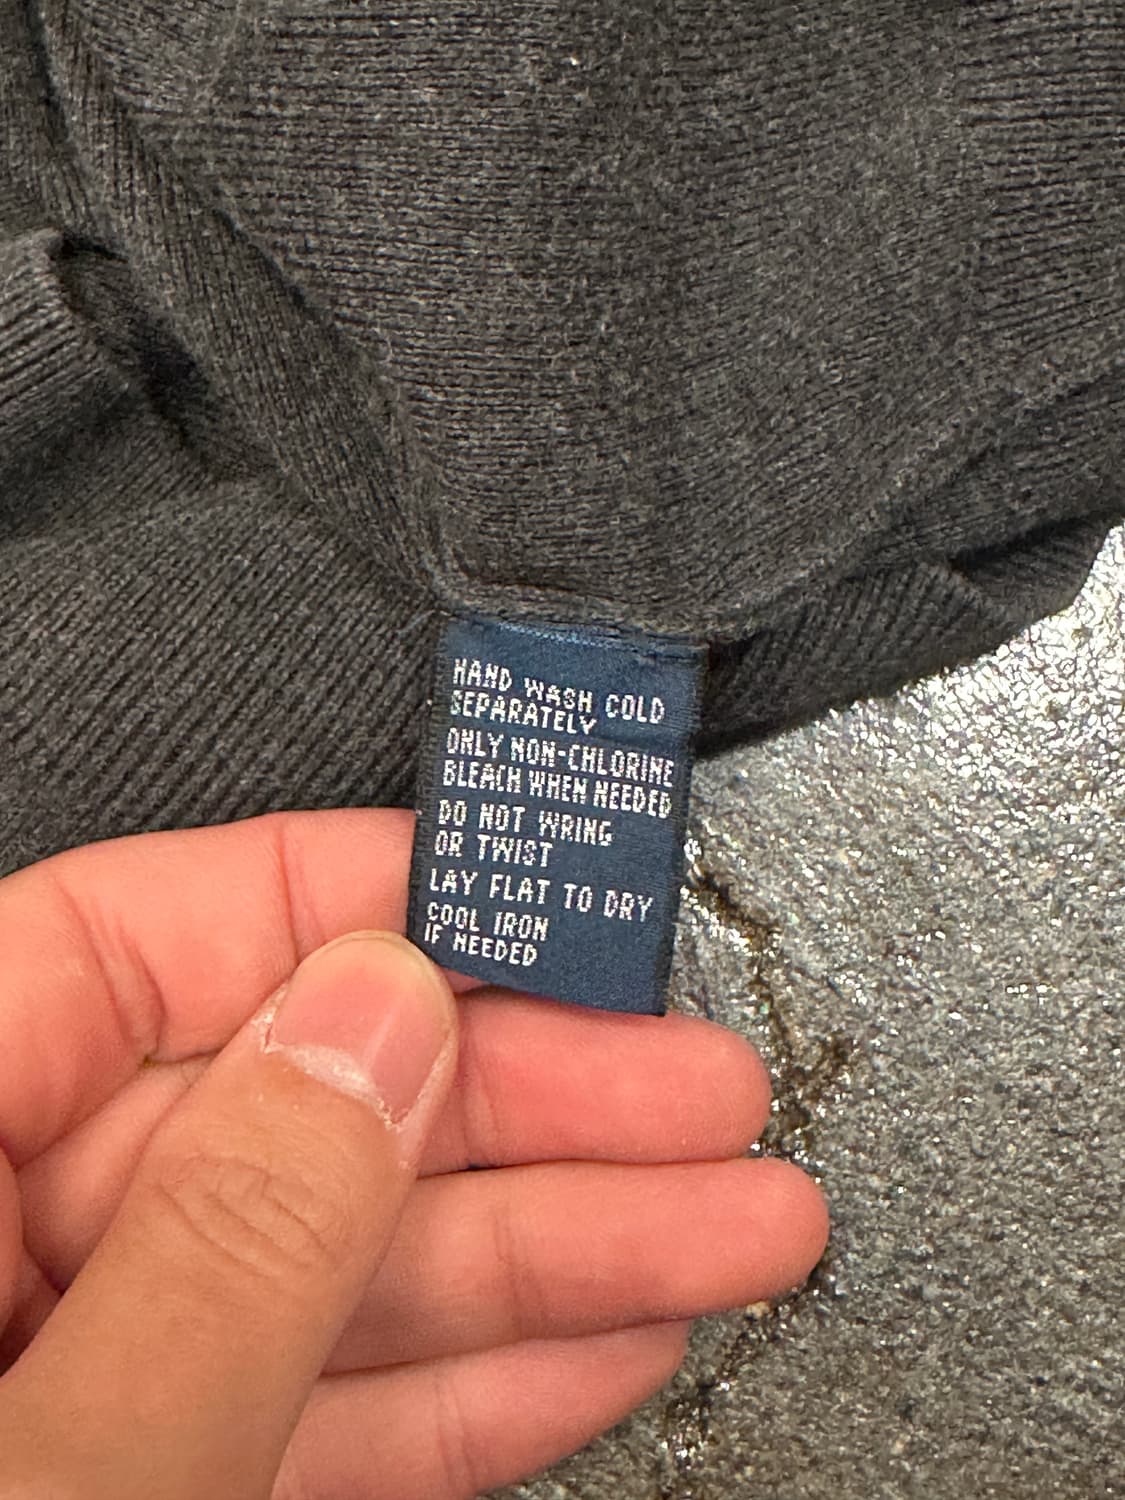 HAND WASH COLD
SEPARATELY
ONLY NON-CHLORINE
BLEACH WHEN NEEDED
DO NOT WRING
OR TWIST
LAY FLAT TO DRY
COOL IRON
IF NEEDED